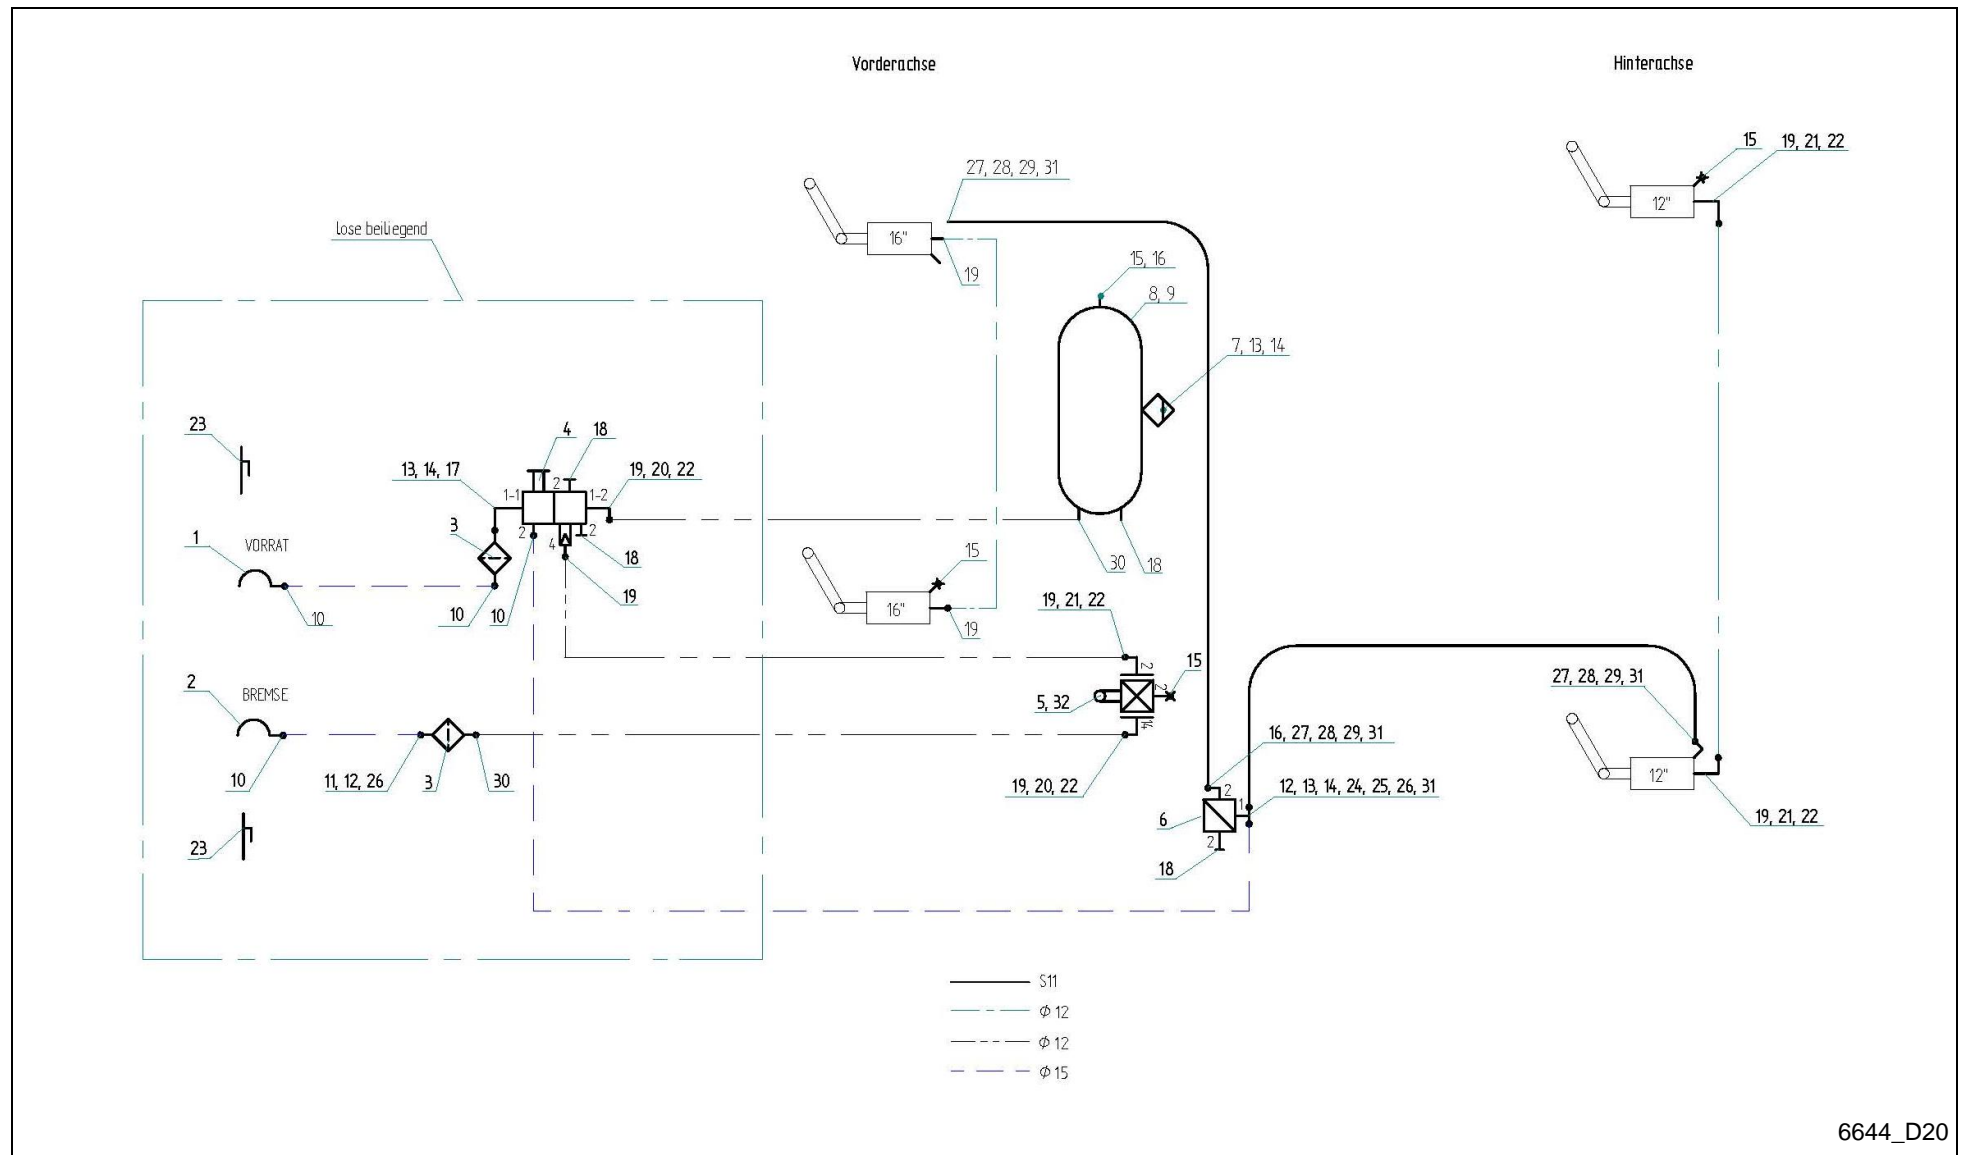 Vorderachse
Hinterachse
15
19, 21, 22
12"
27, 28, 29, 31
lose beiliegend
16"
19
15, 16
8, 9
7, 13, 14
23
4
18
13, 14, 17
19, 20, 22
1-1
2
1-2
3
2
4
2
18
1
VORRAT
10
10
10
19
30
18
15
16"
19
19, 21, 22
2
2
15
5, 32
14
2
BREMSE
10
11, 12, 26
3
30
19, 20, 22
23
27, 28, 29, 31
12"
19, 21, 22
16, 27, 28, 29, 31
2
1
12, 13, 14, 24, 25, 26, 31
6
2
18
S11
Φ 12
Φ 12
Φ 15
6644_D20